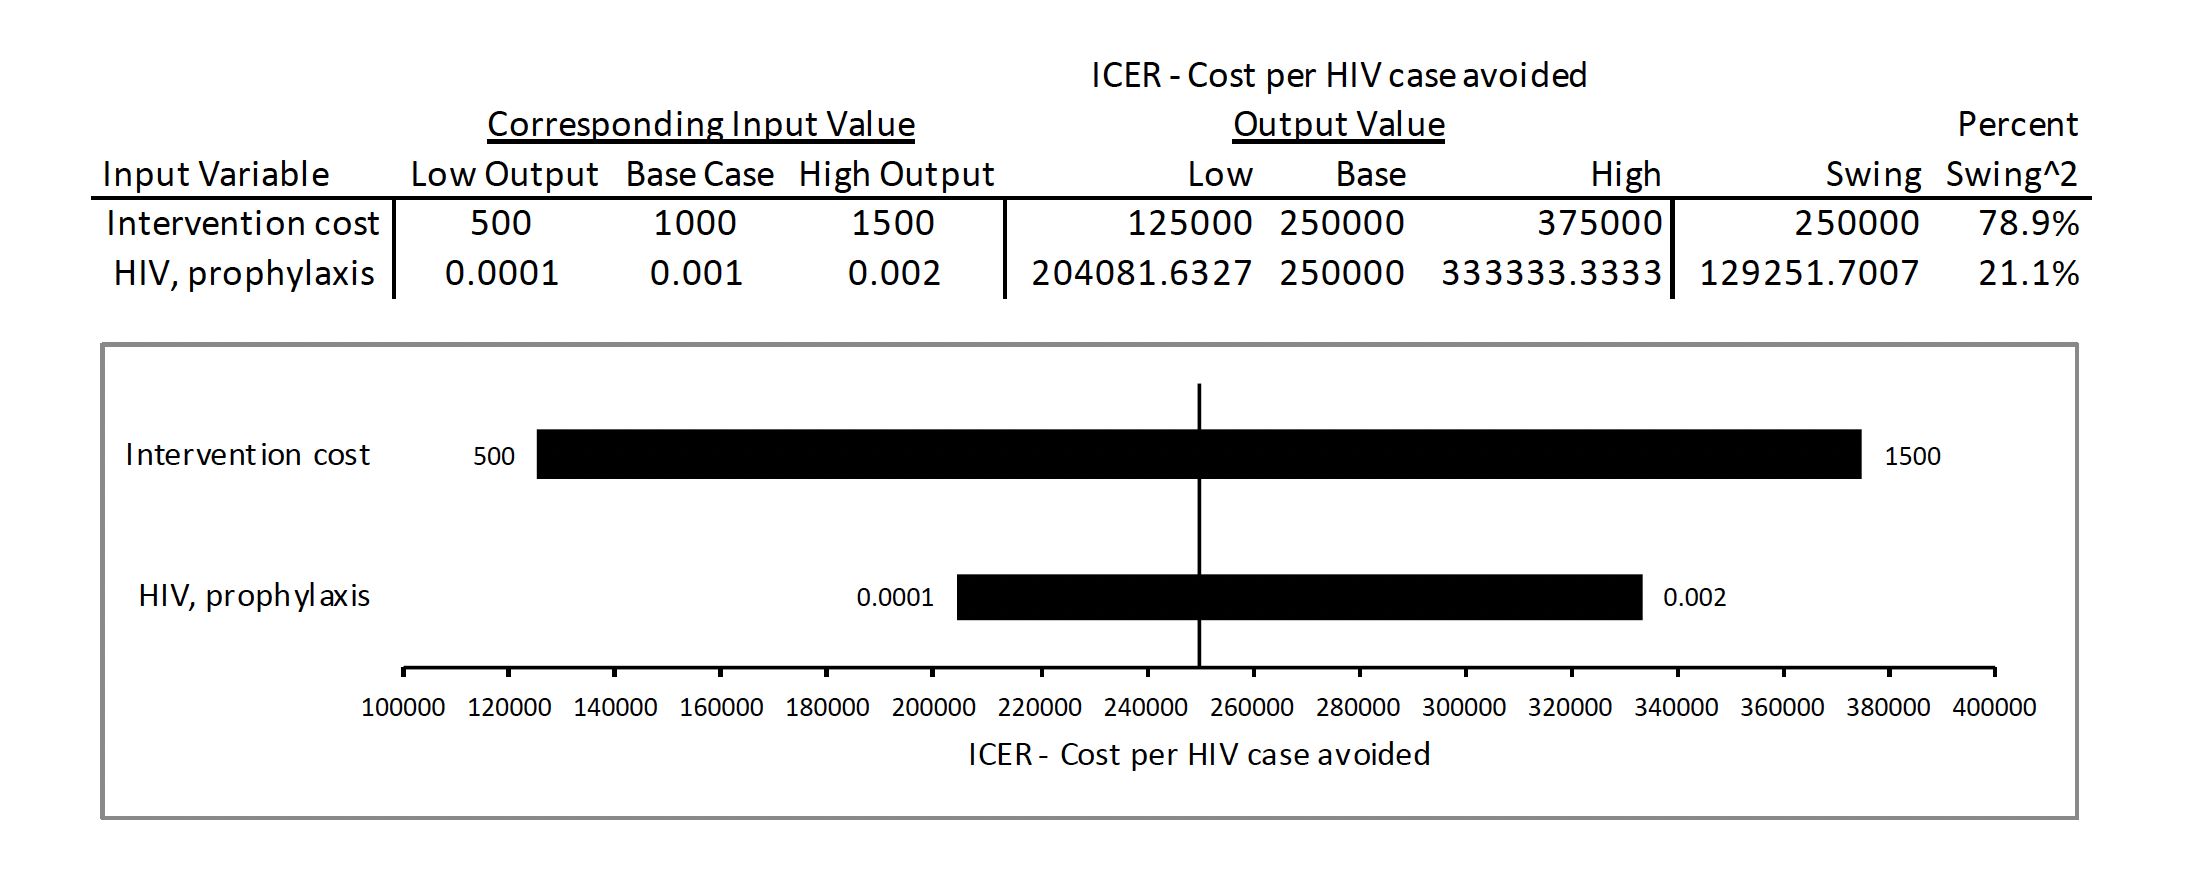 ICER - Cost per HIV case avoided
Corresponding Input Value Output Value Percent
Input Variable Low Output Base Case High Output Low Base High Swing Swing^2
Intervention cost 500 1000 1500 125000 250000 375000 250000 78.9%
HIV, prophylaxis 0.0001 0.001 0.002 204081.6327 250000 333333.3333 129251.7007 21.1%
Intervention cost 500 1500
HIV, prophylaxis 0.0001 0.002
100000 120000 140000 160000 180000 200000 220000 240000 260000 280000 300000 320000 340000 360000 380000 400000
ICER - Cost per HIV case avoided